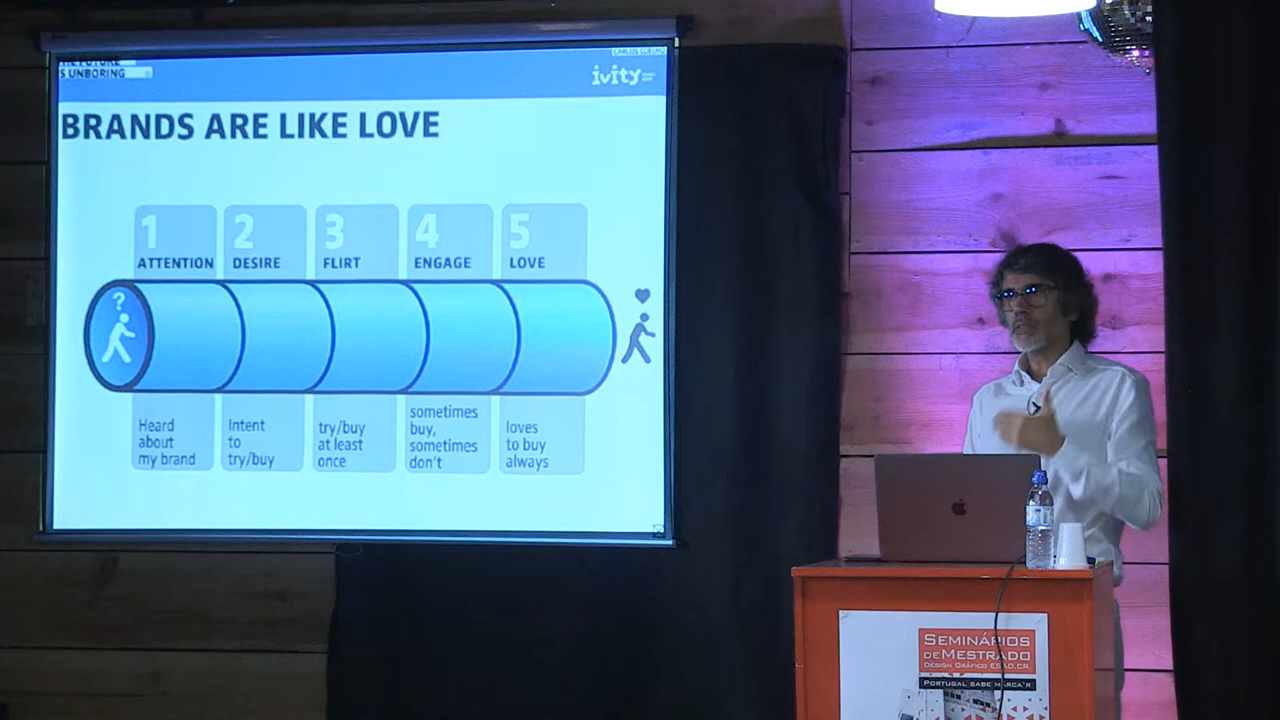 THE FUTURE
S UNBORING
CARLOS COELHO
ivity
BRANDS ARE LIKE LOVE
1
ATTENTION
2
DESIRE
3
FLIRT
4
ENGAGE
5
LOVE
?
Heard
about
my brand
Intent
to
try/buy
try/buy
at least
once
sometimes
buy,
sometimes
don't
loves
to buy
always
SEMINÁRIOS
DE MESTRADO
DESIGN GRÁFICO ESAD.CR.
PORTUGAL SABE MARCA'R